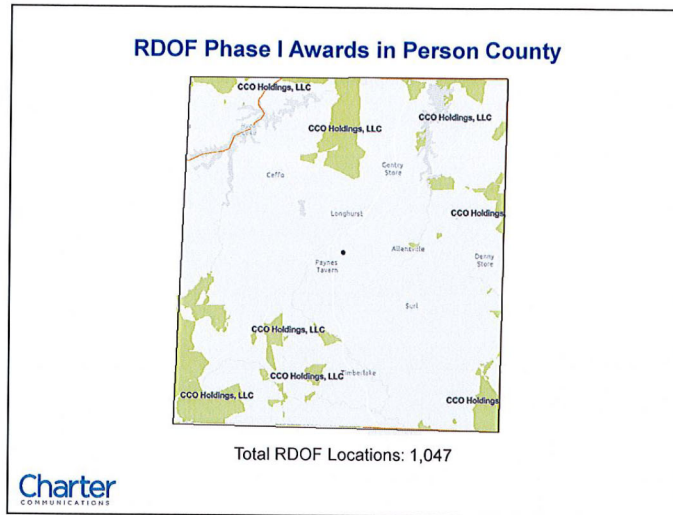 RDOF Phase I Awards in Person County
CCO Holdings, LLC
CCO Holdings, LLC
CCO Holdings, LLC
Gentry
Store
Ceffo
Longhurst
CCO Holdings,
Allensville
Paynes
Tavern
Denny
Store
Surl
CCO Holdings, LLC
CCO Holdings, LLC
Timberlake
CCO Holdings, LLC
CCO Holdings
Total RDOF Locations: 1,047
Charter
COMMUNICATIONS